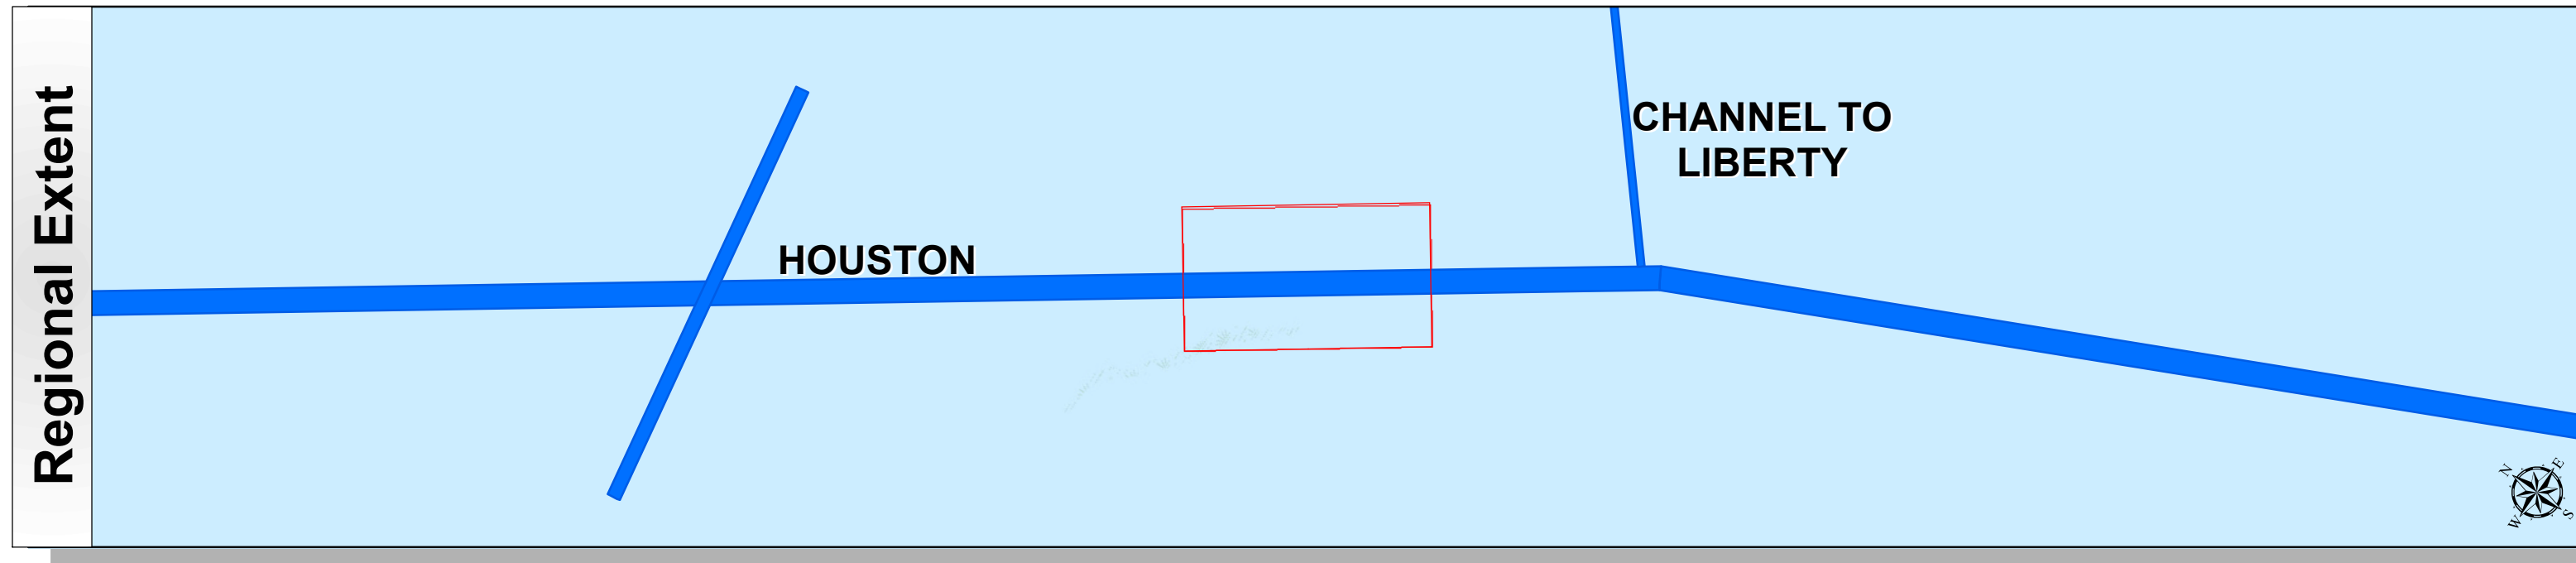 Regional Extent
CHANNEL TO
LIBERTY
HOUSTON
N
E
W
S